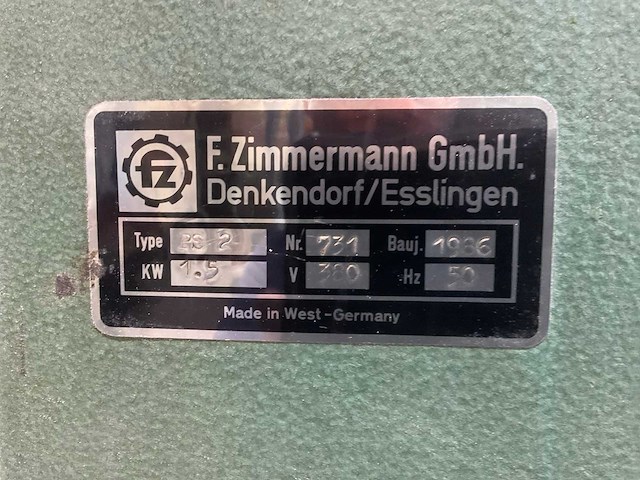 fz
F. Zimmermann GmbH.
Denkendorf/Esslingen
Type Nr. 731 Bauj. 1986
KW 1.5 V 380 Hz 50
Made in West-Germany